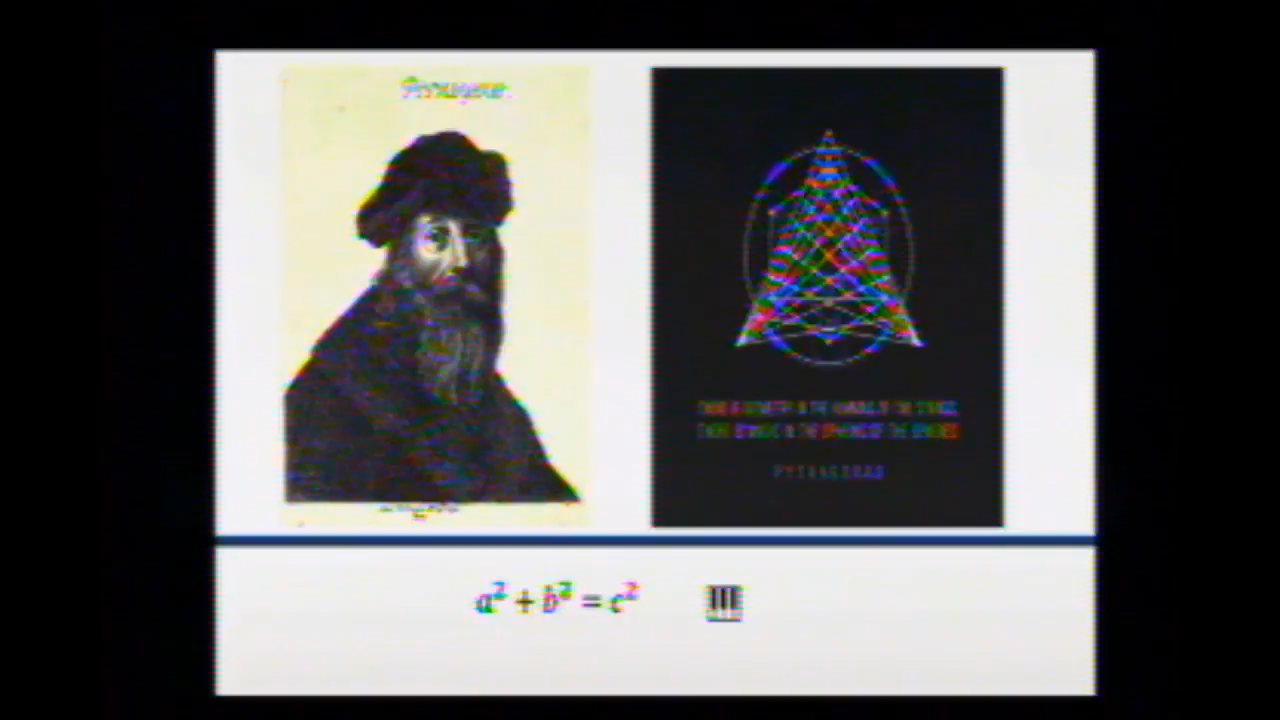 THERE IS GEOMETRY IN THE HUMMING OF THE STRINGS,
THERE IS MUSIC IN THE SPACING OF THE SPHERES
PYTHAGORAS
a² + b² = c²